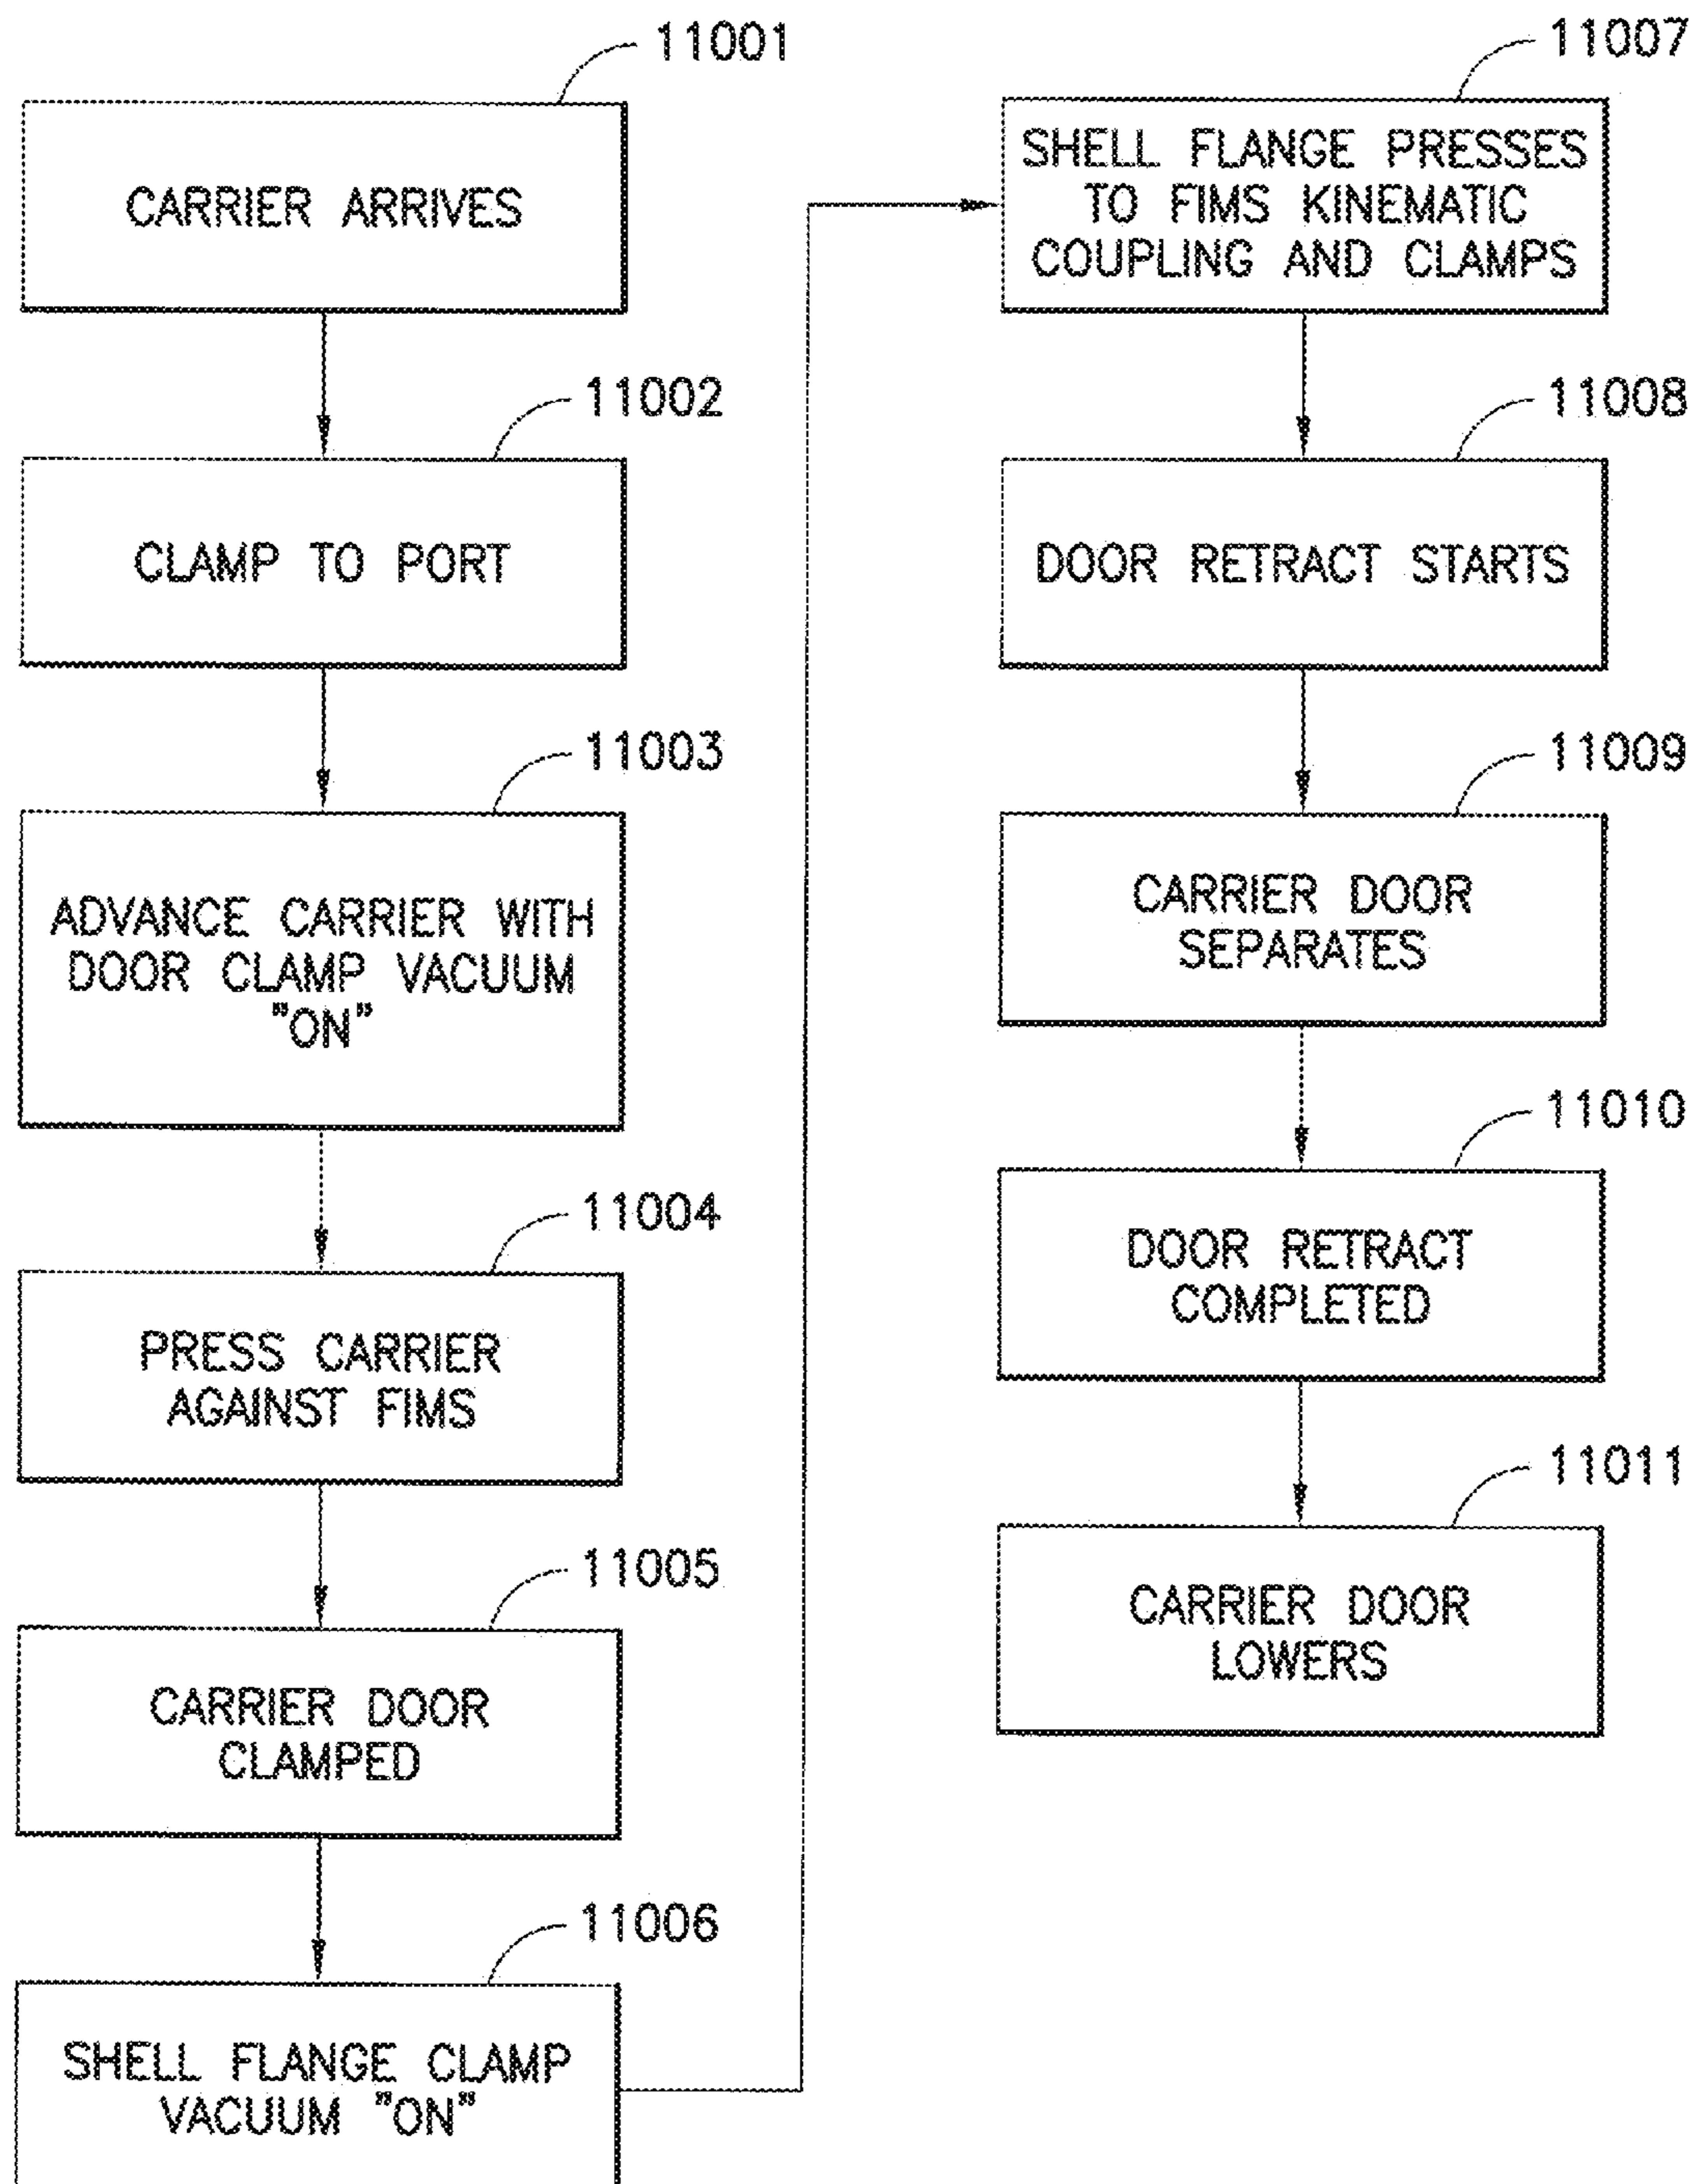 11001
CARRIER ARRIVES
11002
CLAMP TO PORT
11003
ADVANCE CARRIER WITH
DOOR CLAMP VACUUM
"ON"
11004
PRESS CARRIER
AGAINST FIMS
11005
CARRIER DOOR
CLAMPED
11006
SHELL FLANGE CLAMP
VACUUM "ON"
11007
SHELL FLANGE PRESSES
TO FIMS KINEMATIC
COUPLING AND CLAMPS
11008
DOOR RETRACT STARTS
11009
CARRIER DOOR
SEPARATES
11010
DOOR RETRACT
COMPLETED
11011
CARRIER DOOR
LOWERS